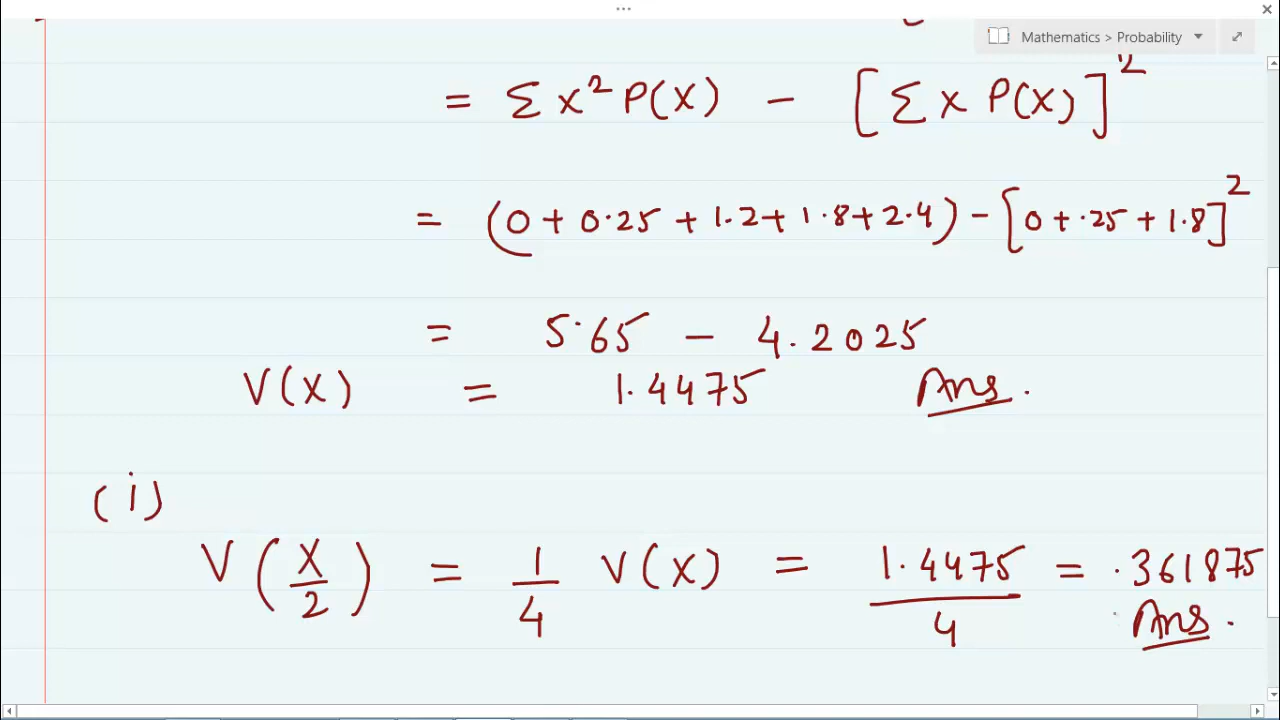 Mathematics > Probability
= Σ x² P(X) - [Σ x P(X)]²
= (0 + 0.25 + 1.2 + 1.8 + 2.4) - [0 + .25 + 1.8]²
= 5.65 - 4.2025
V(X) = 1.4475 Ans.
(i)
V(X/2) = 1/4 V(X) = 1.4475/4 = .361875
Ans.